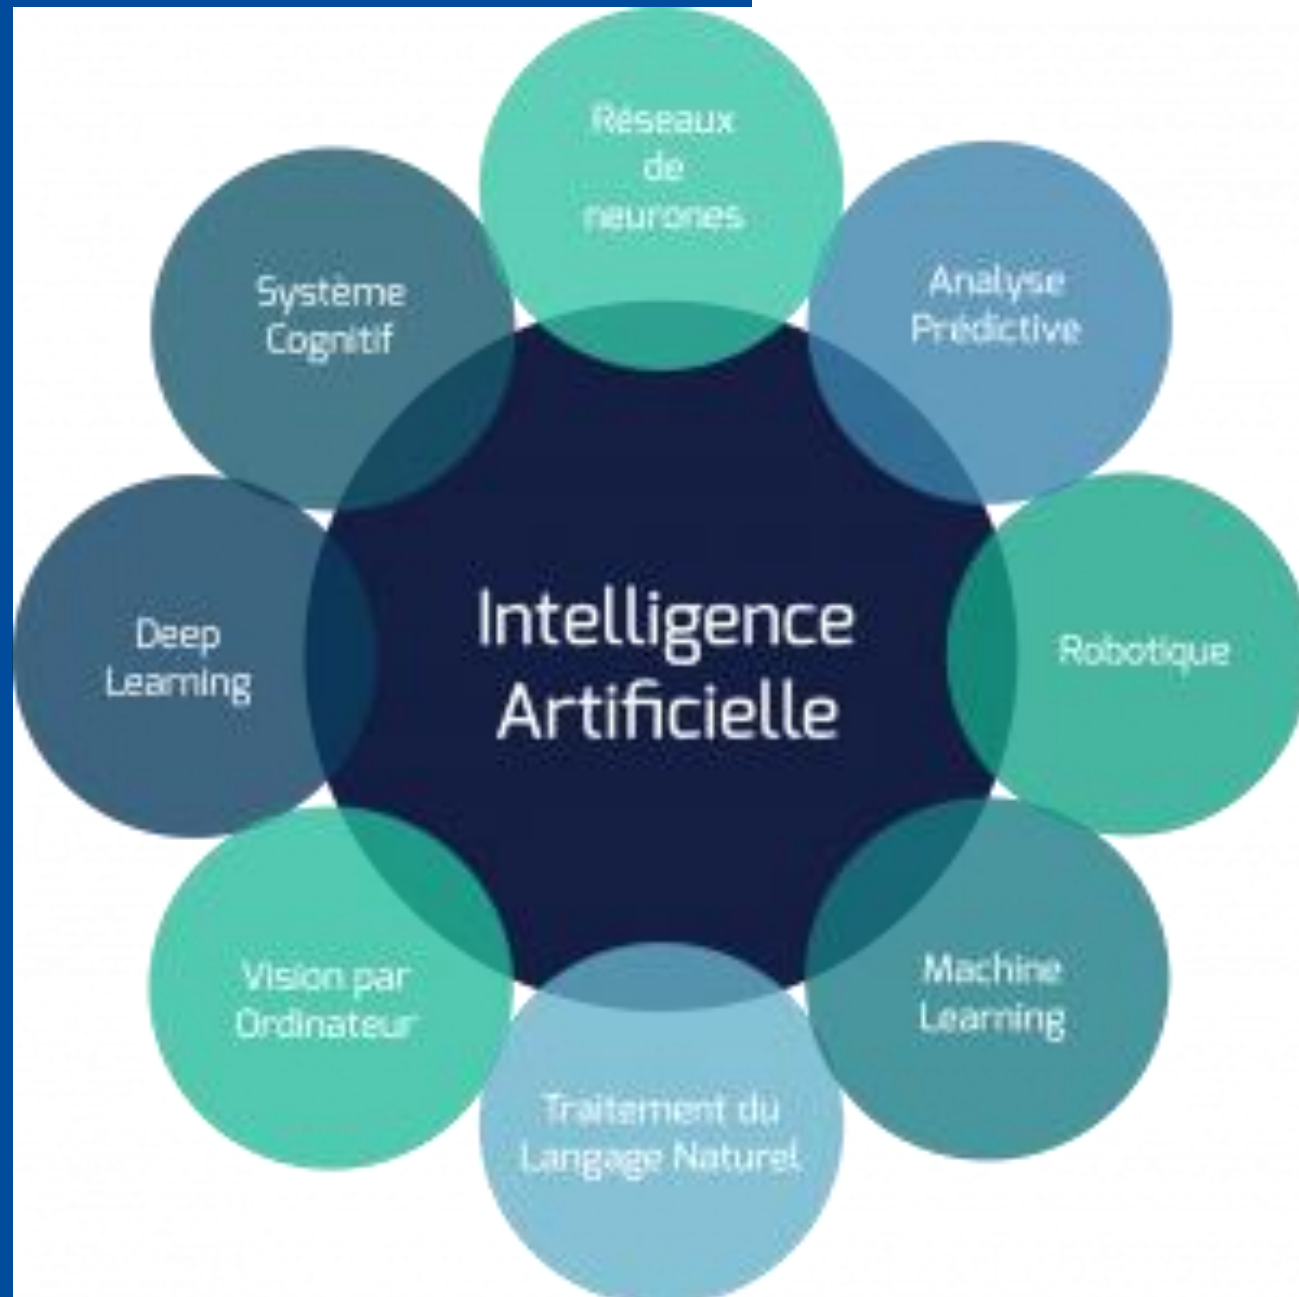 Réseaux
de
neurones
Système
Cognitif
Analyse
Prédictive
Deep
Learning
Intelligence
Artificielle
Robotique
Vision par
Ordinateur
Machine
Learning
Traitement du
Langage Naturel